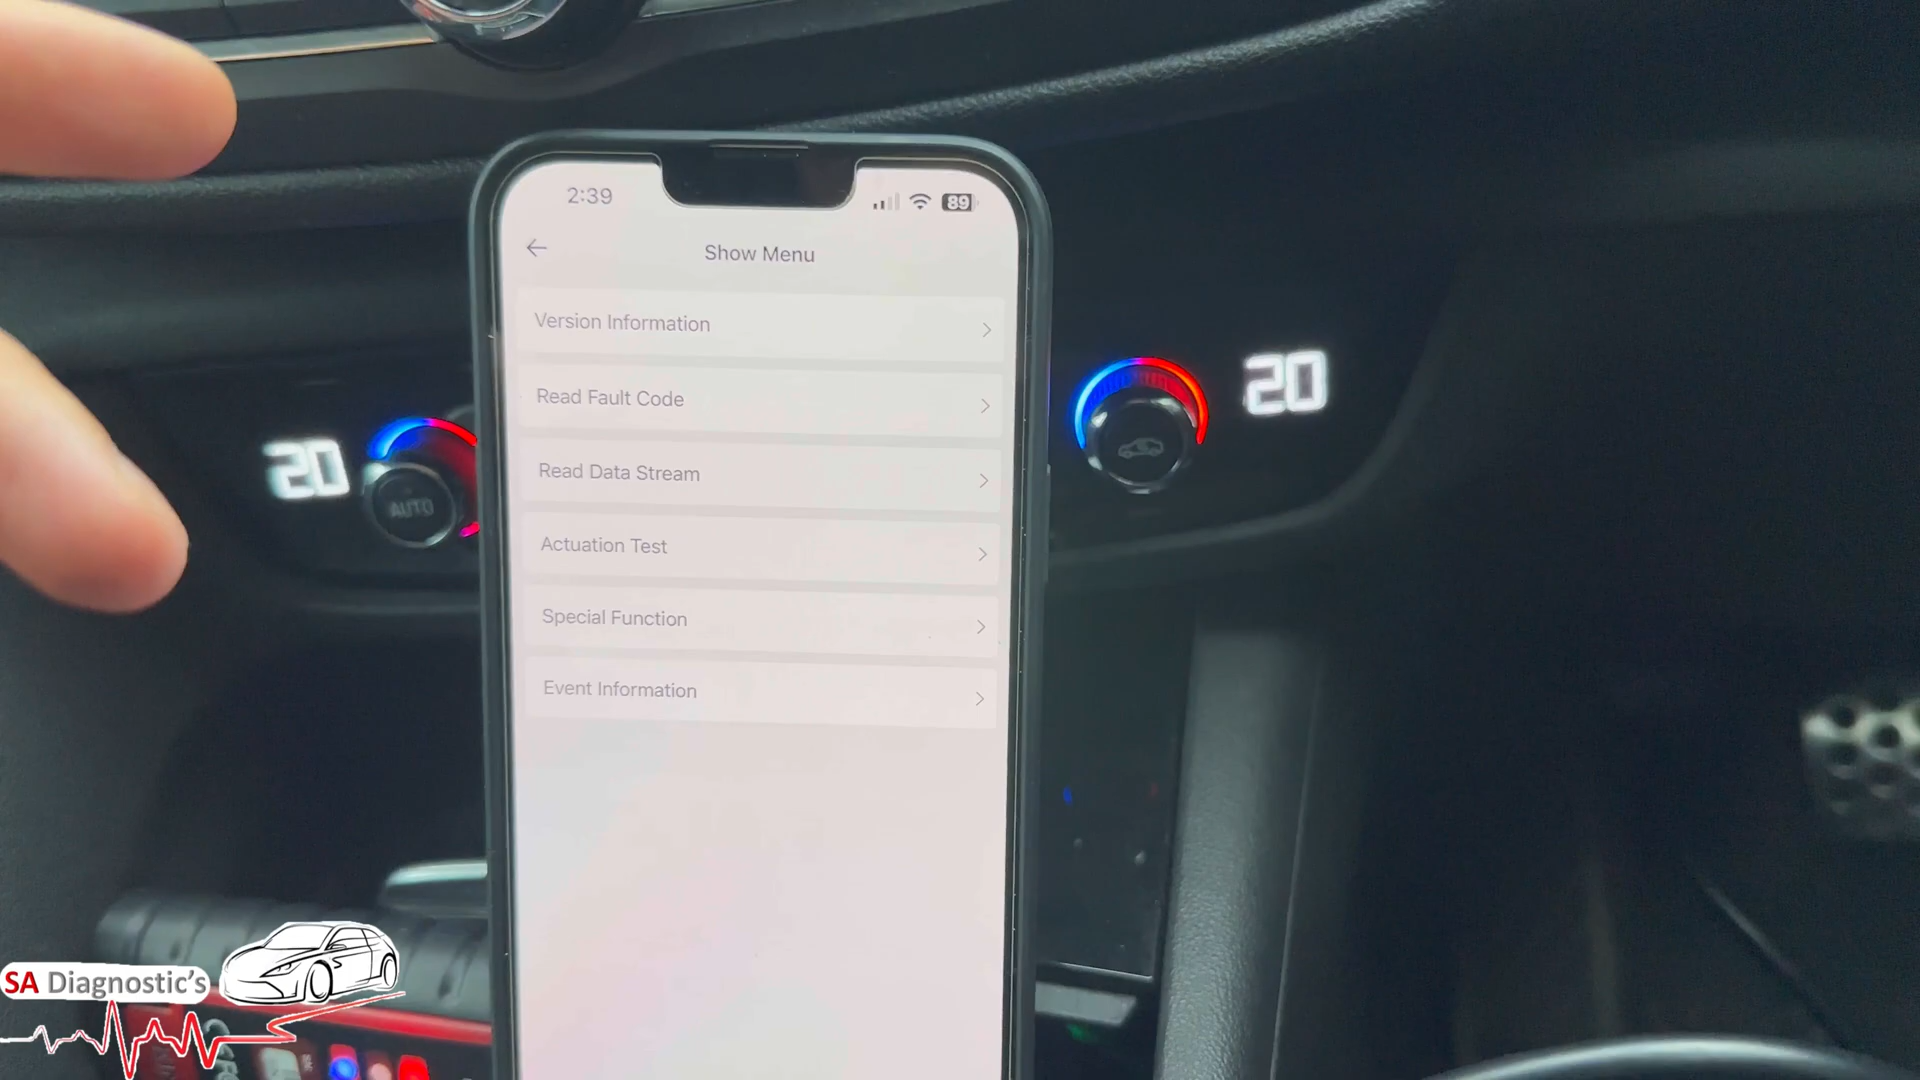 2:39
89
Show Menu
Version Information
Read Fault Code
Read Data Stream
Actuation Test
Special Function
Event Information
20
AUTO
20
SA Diagnostic's